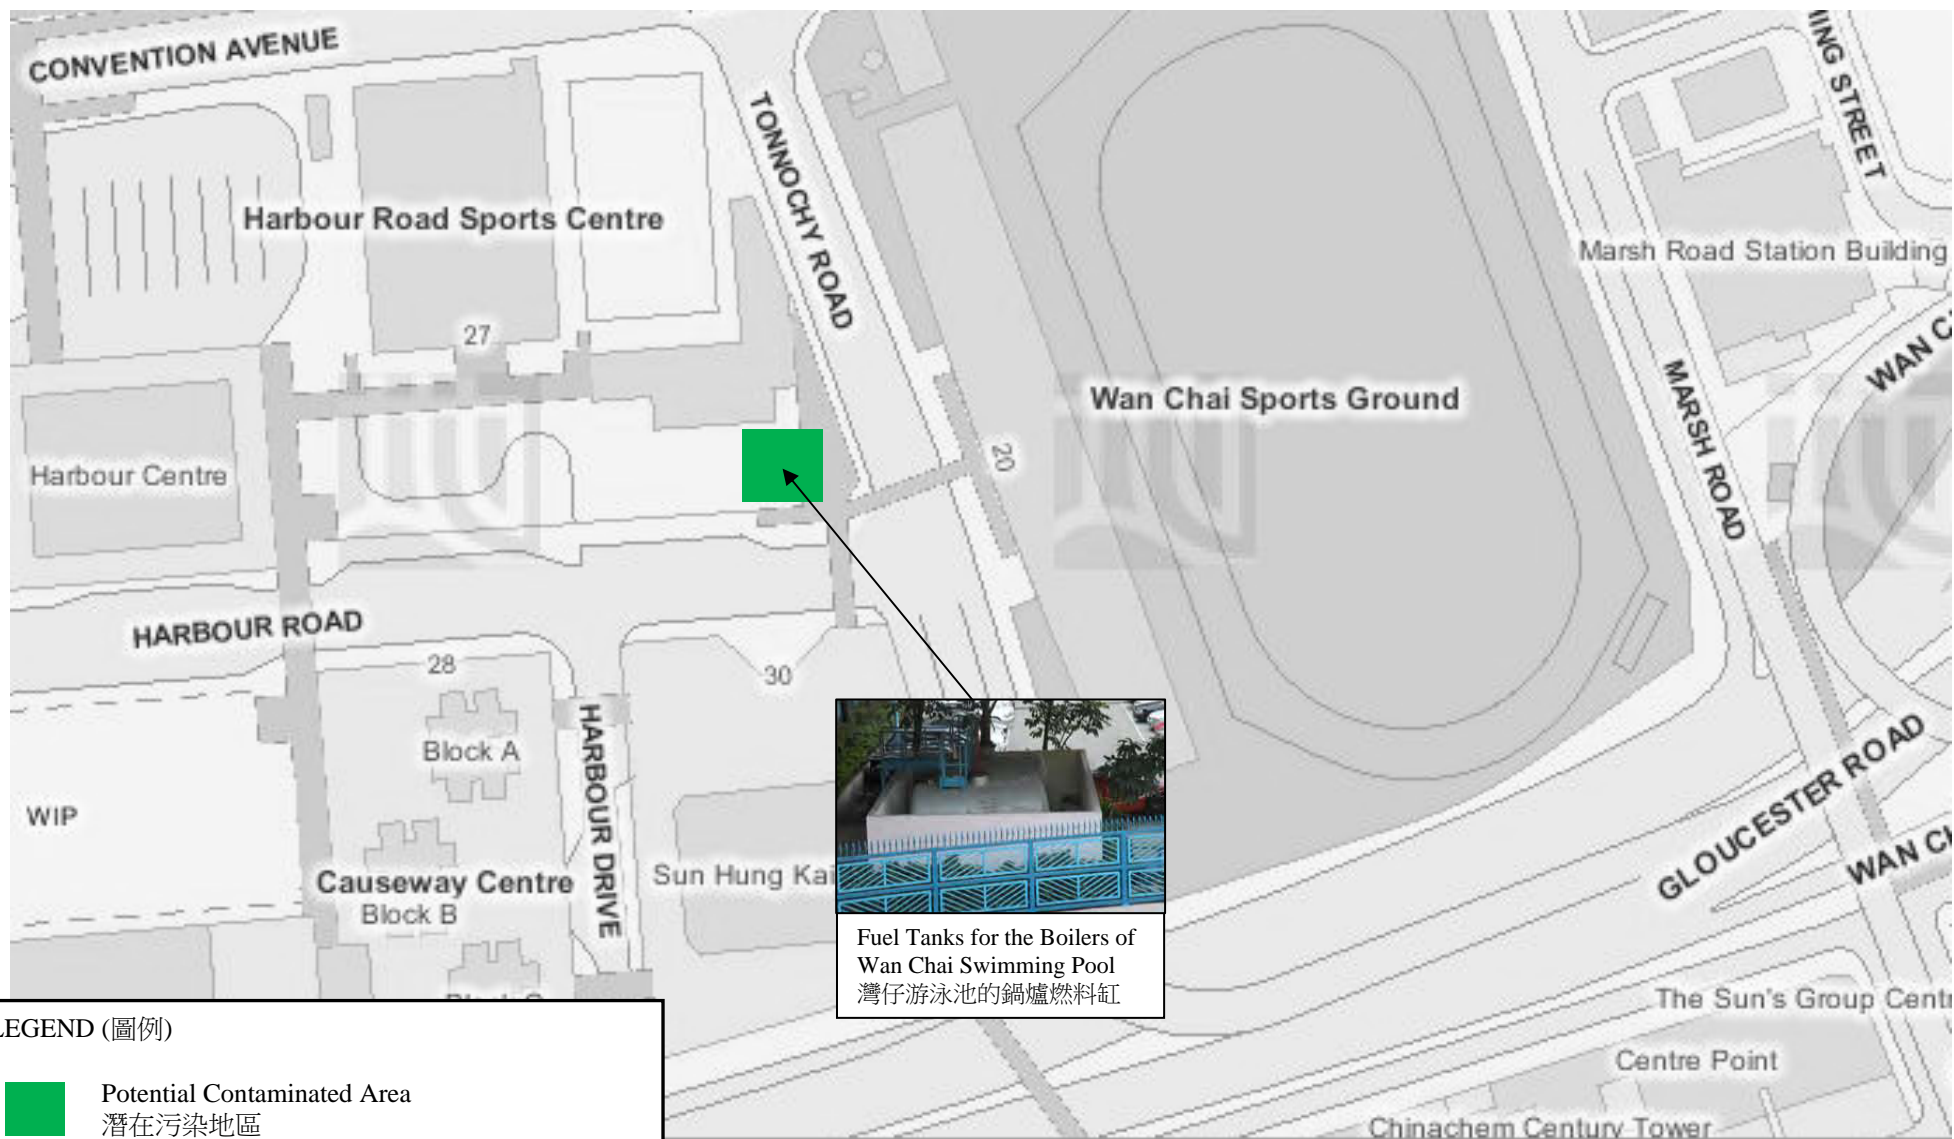 CONVENTION AVENUE
TONNOCHY ROAD
Harbour Road Sports Centre
27
Marsh Road Station Building
MARSH ROAD
Wan Chai Sports Ground
20
Harbour Centre
HARBOUR ROAD
28
30
Block A
HARBOUR DRIVE
WIP
Causeway Centre
Block B
Sun Hung Kai
GLOUCESTER ROAD
Fuel Tanks for the Boilers of
Wan Chai Swimming Pool
灣仔游泳池的鍋爐燃料缸
The Sun's Group Centr
Centre Point
Chinachem Century Tower
LEGEND (圖例)
Potential Contaminated Area
潛在污染地區